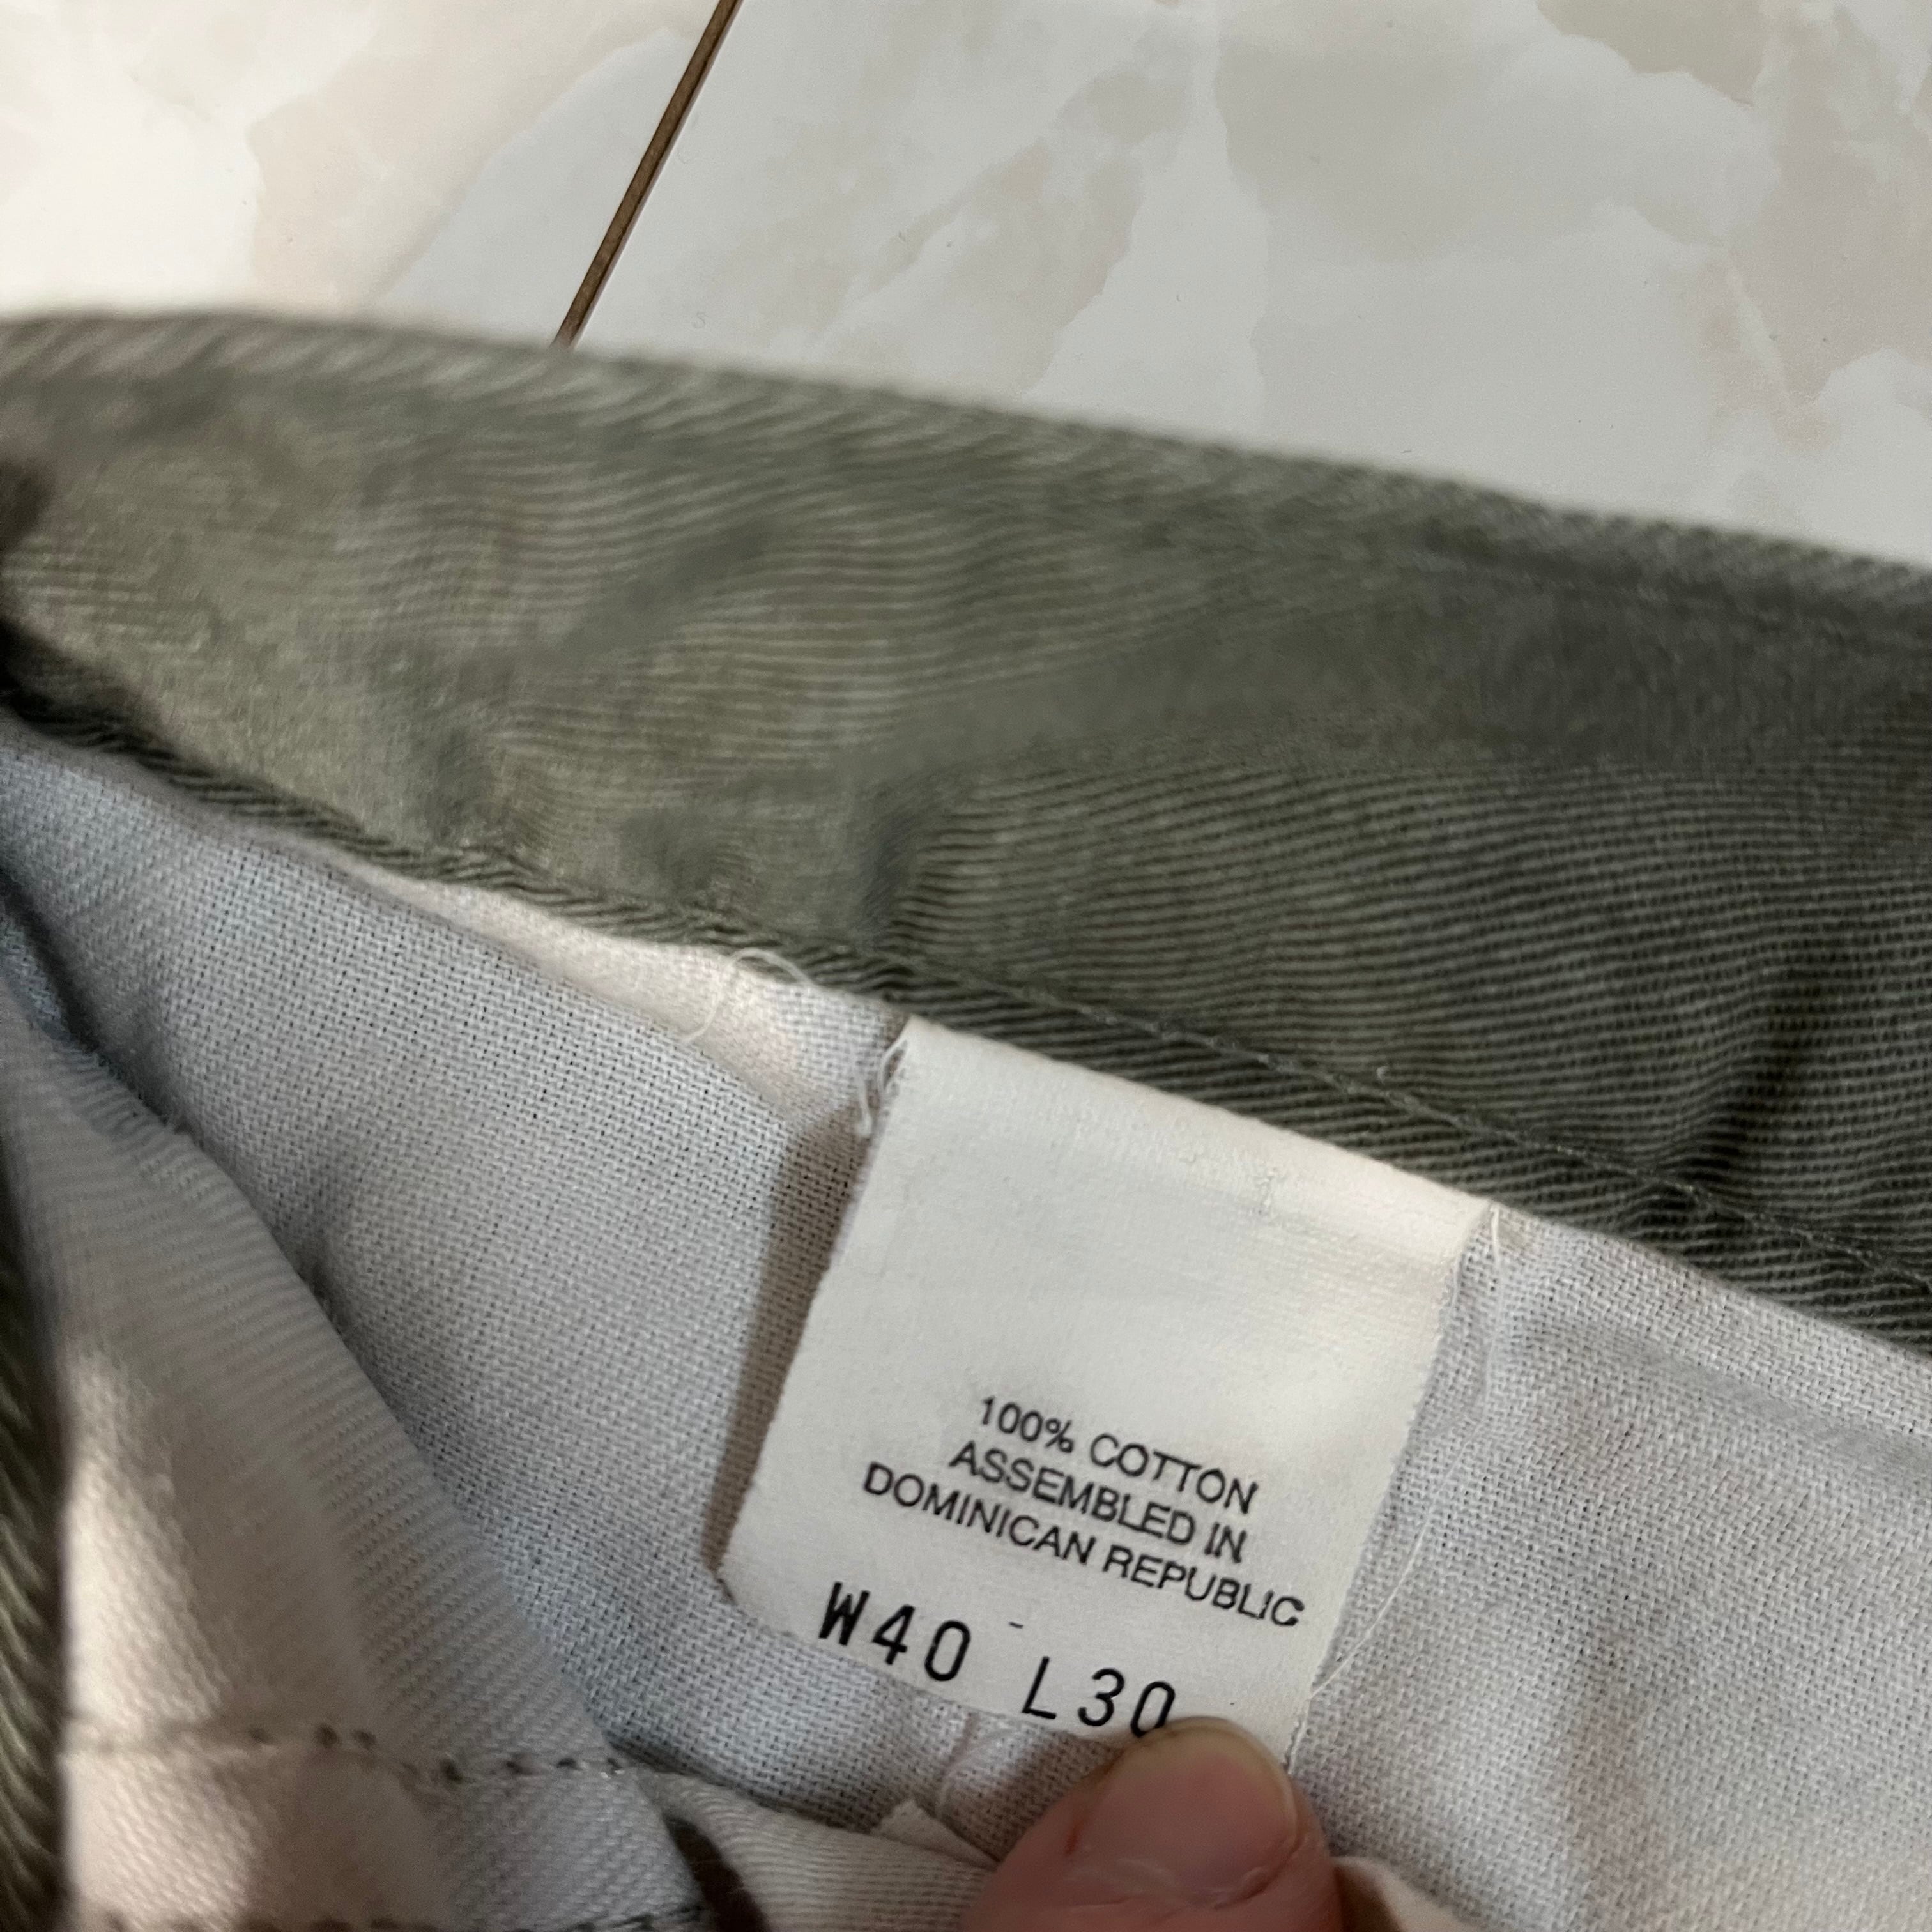 100% COTTON
ASSEMBLED IN
DOMINICAN REPUBLIC
W40 L30